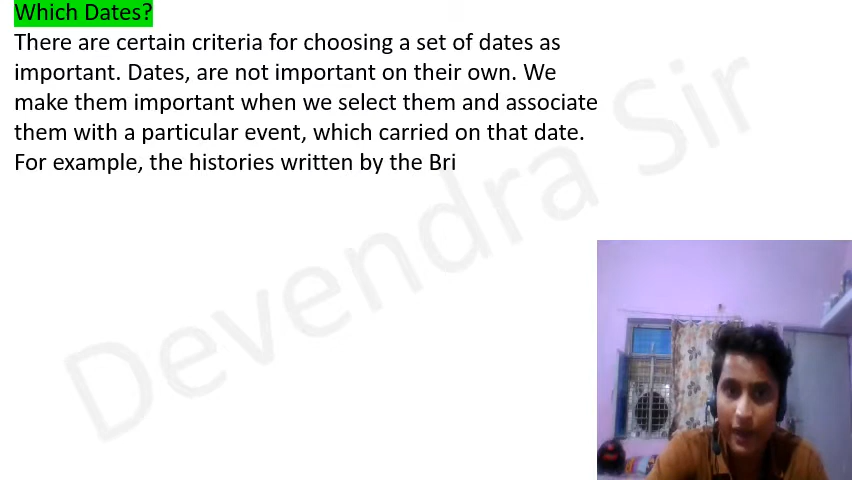 Which Dates?
There are certain criteria for choosing a set of dates as
important. Dates, are not important on their own. We
make them important when we select them and associate
them with a particular event, which carried on that date.
For example, the histories written by the Bri
Devendra Sir